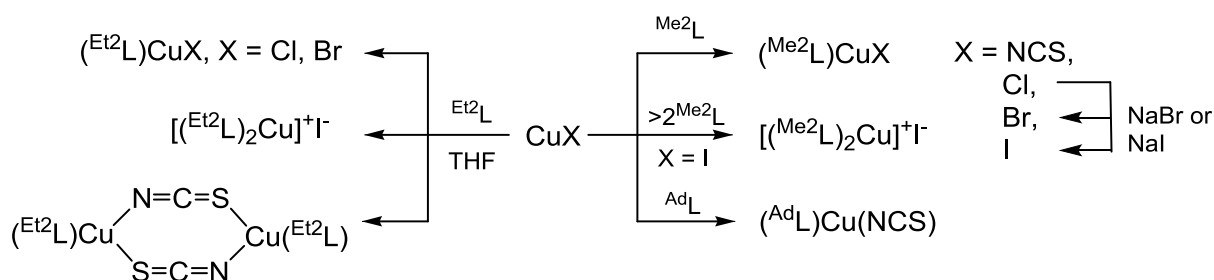 (Et2L)CuX, X = Cl, Br
[(Et2L)2Cu]+I-
N=C=S
(Et2L)Cu Cu(Et2L)
S=C=N
Et2L
THF
CuX
Me2L
>2Me2L
X = I
AdL
(Me2L)CuX
[(Me2L)2Cu]+I-
(AdL)Cu(NCS)
X = NCS,
Cl,
Br,
I
NaBr or
NaI